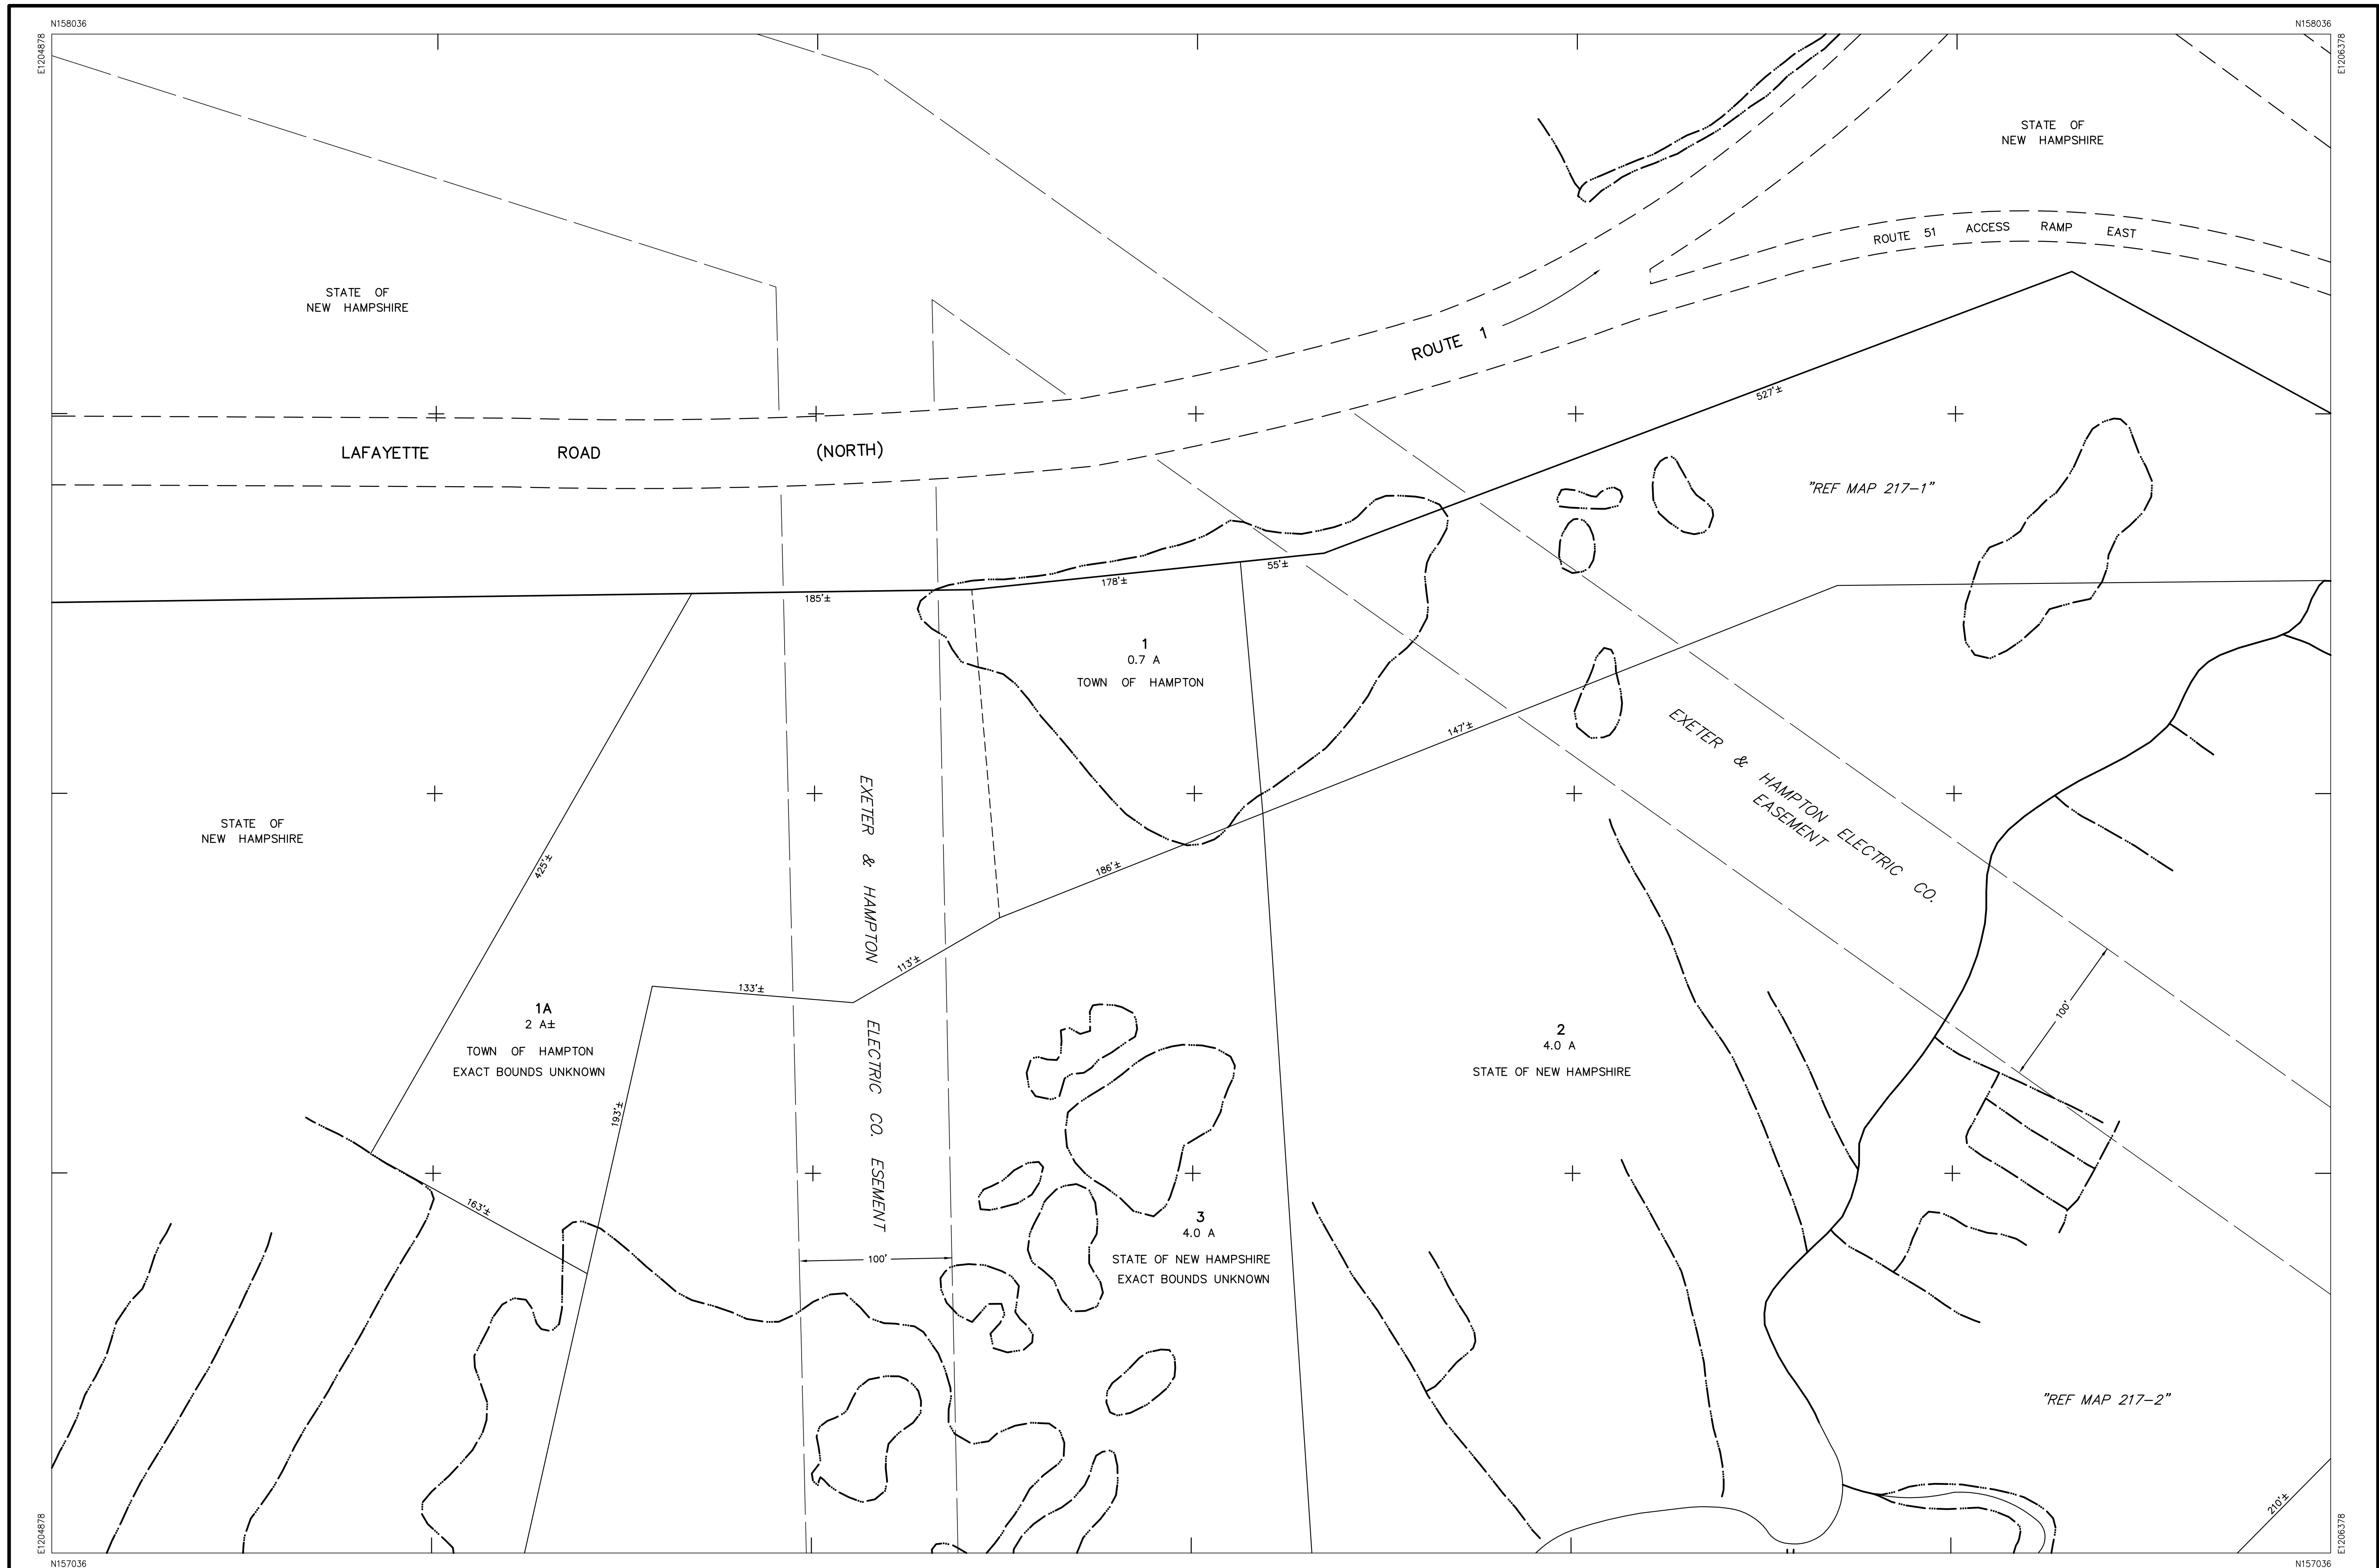 N158036
N158036
E1204878
E1206378
STATE OF
NEW HAMPSHIRE
ROUTE 51 ACCESS RAMP EAST
STATE OF
NEW HAMPSHIRE
ROUTE 1
527'±
LAFAYETTE ROAD (NORTH)
"REF MAP 217-1"
55'±
178'±
185'±
1
0.7 A
TOWN OF HAMPTON
147'±
EXETER & HAMPTON ELECTRIC CO.
EASEMENT
STATE OF
NEW HAMPSHIRE
425'±
186'±
EXETER & HAMPTON ELECTRIC CO. ESEMENT
113'±
133'±
1A
2 A±
TOWN OF HAMPTON
EXACT BOUNDS UNKNOWN
100'
2
4.0 A
STATE OF NEW HAMPSHIRE
193'±
163'±
3
4.0 A
STATE OF NEW HAMPSHIRE
EXACT BOUNDS UNKNOWN
100'
"REF MAP 217-2"
210'±
E1204878
E1206378
N157036
N157036